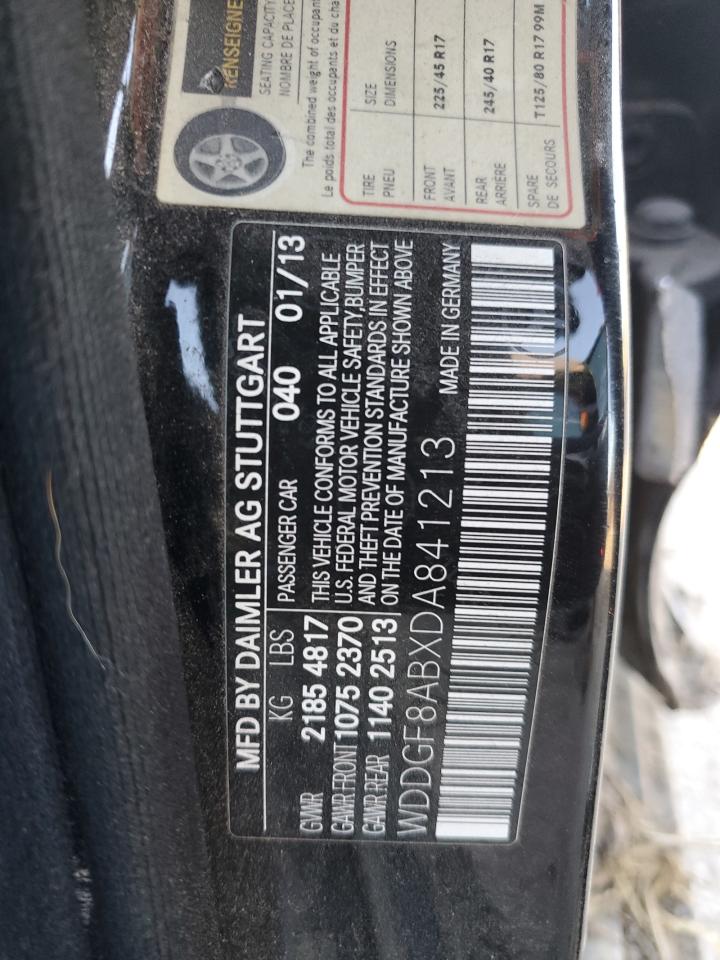 MFD BY DAIMLER AG STUTTGART
KG LBS
PASSENGER CAR 040 01/13
GVWR 2185 4817
GAWR FRONT 1075 2370
GAWR REAR 1140 2513
THIS VEHICLE CONFORMS TO ALL APPLICABLE
U.S. FEDERAL MOTOR VEHICLE SAFETY, BUMPER
AND THEFT PREVENTION STANDARDS IN EFFECT
ON THE DATE OF MANUFACTURE SHOWN ABOVE
WDDGF8ABXDA841213 MADE IN GERMANY
SEATING CAPACITY
NOMBRE DE PLACE
The combined weight of occupant
Le poids total des occupants et du cha
TIRE SIZE
PNEU DIMENSIONS
FRONT 225/45 R17
AVANT
REAR 245/40 R17
ARRIÈRE
SPARE T125/80 R17 99M
DE SECOURS